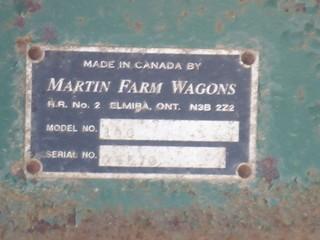 MADE IN CANADA BY
MARTIN FARM WAGONS
R.R. No. 2 ELMIRA, ONT. N3B 2Z2
MODEL NO.
SERIAL NO.